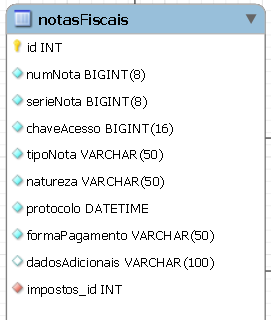 notasFiscais
id INT
numNota BIGINT(8)
serieNota BIGINT(8)
chaveAcesso BIGINT(16)
tipoNota VARCHAR(50)
natureza VARCHAR(50)
protocolo DATETIME
formaPagamento VARCHAR(50)
dadosAdicionais VARCHAR(100)
impostos_id INT